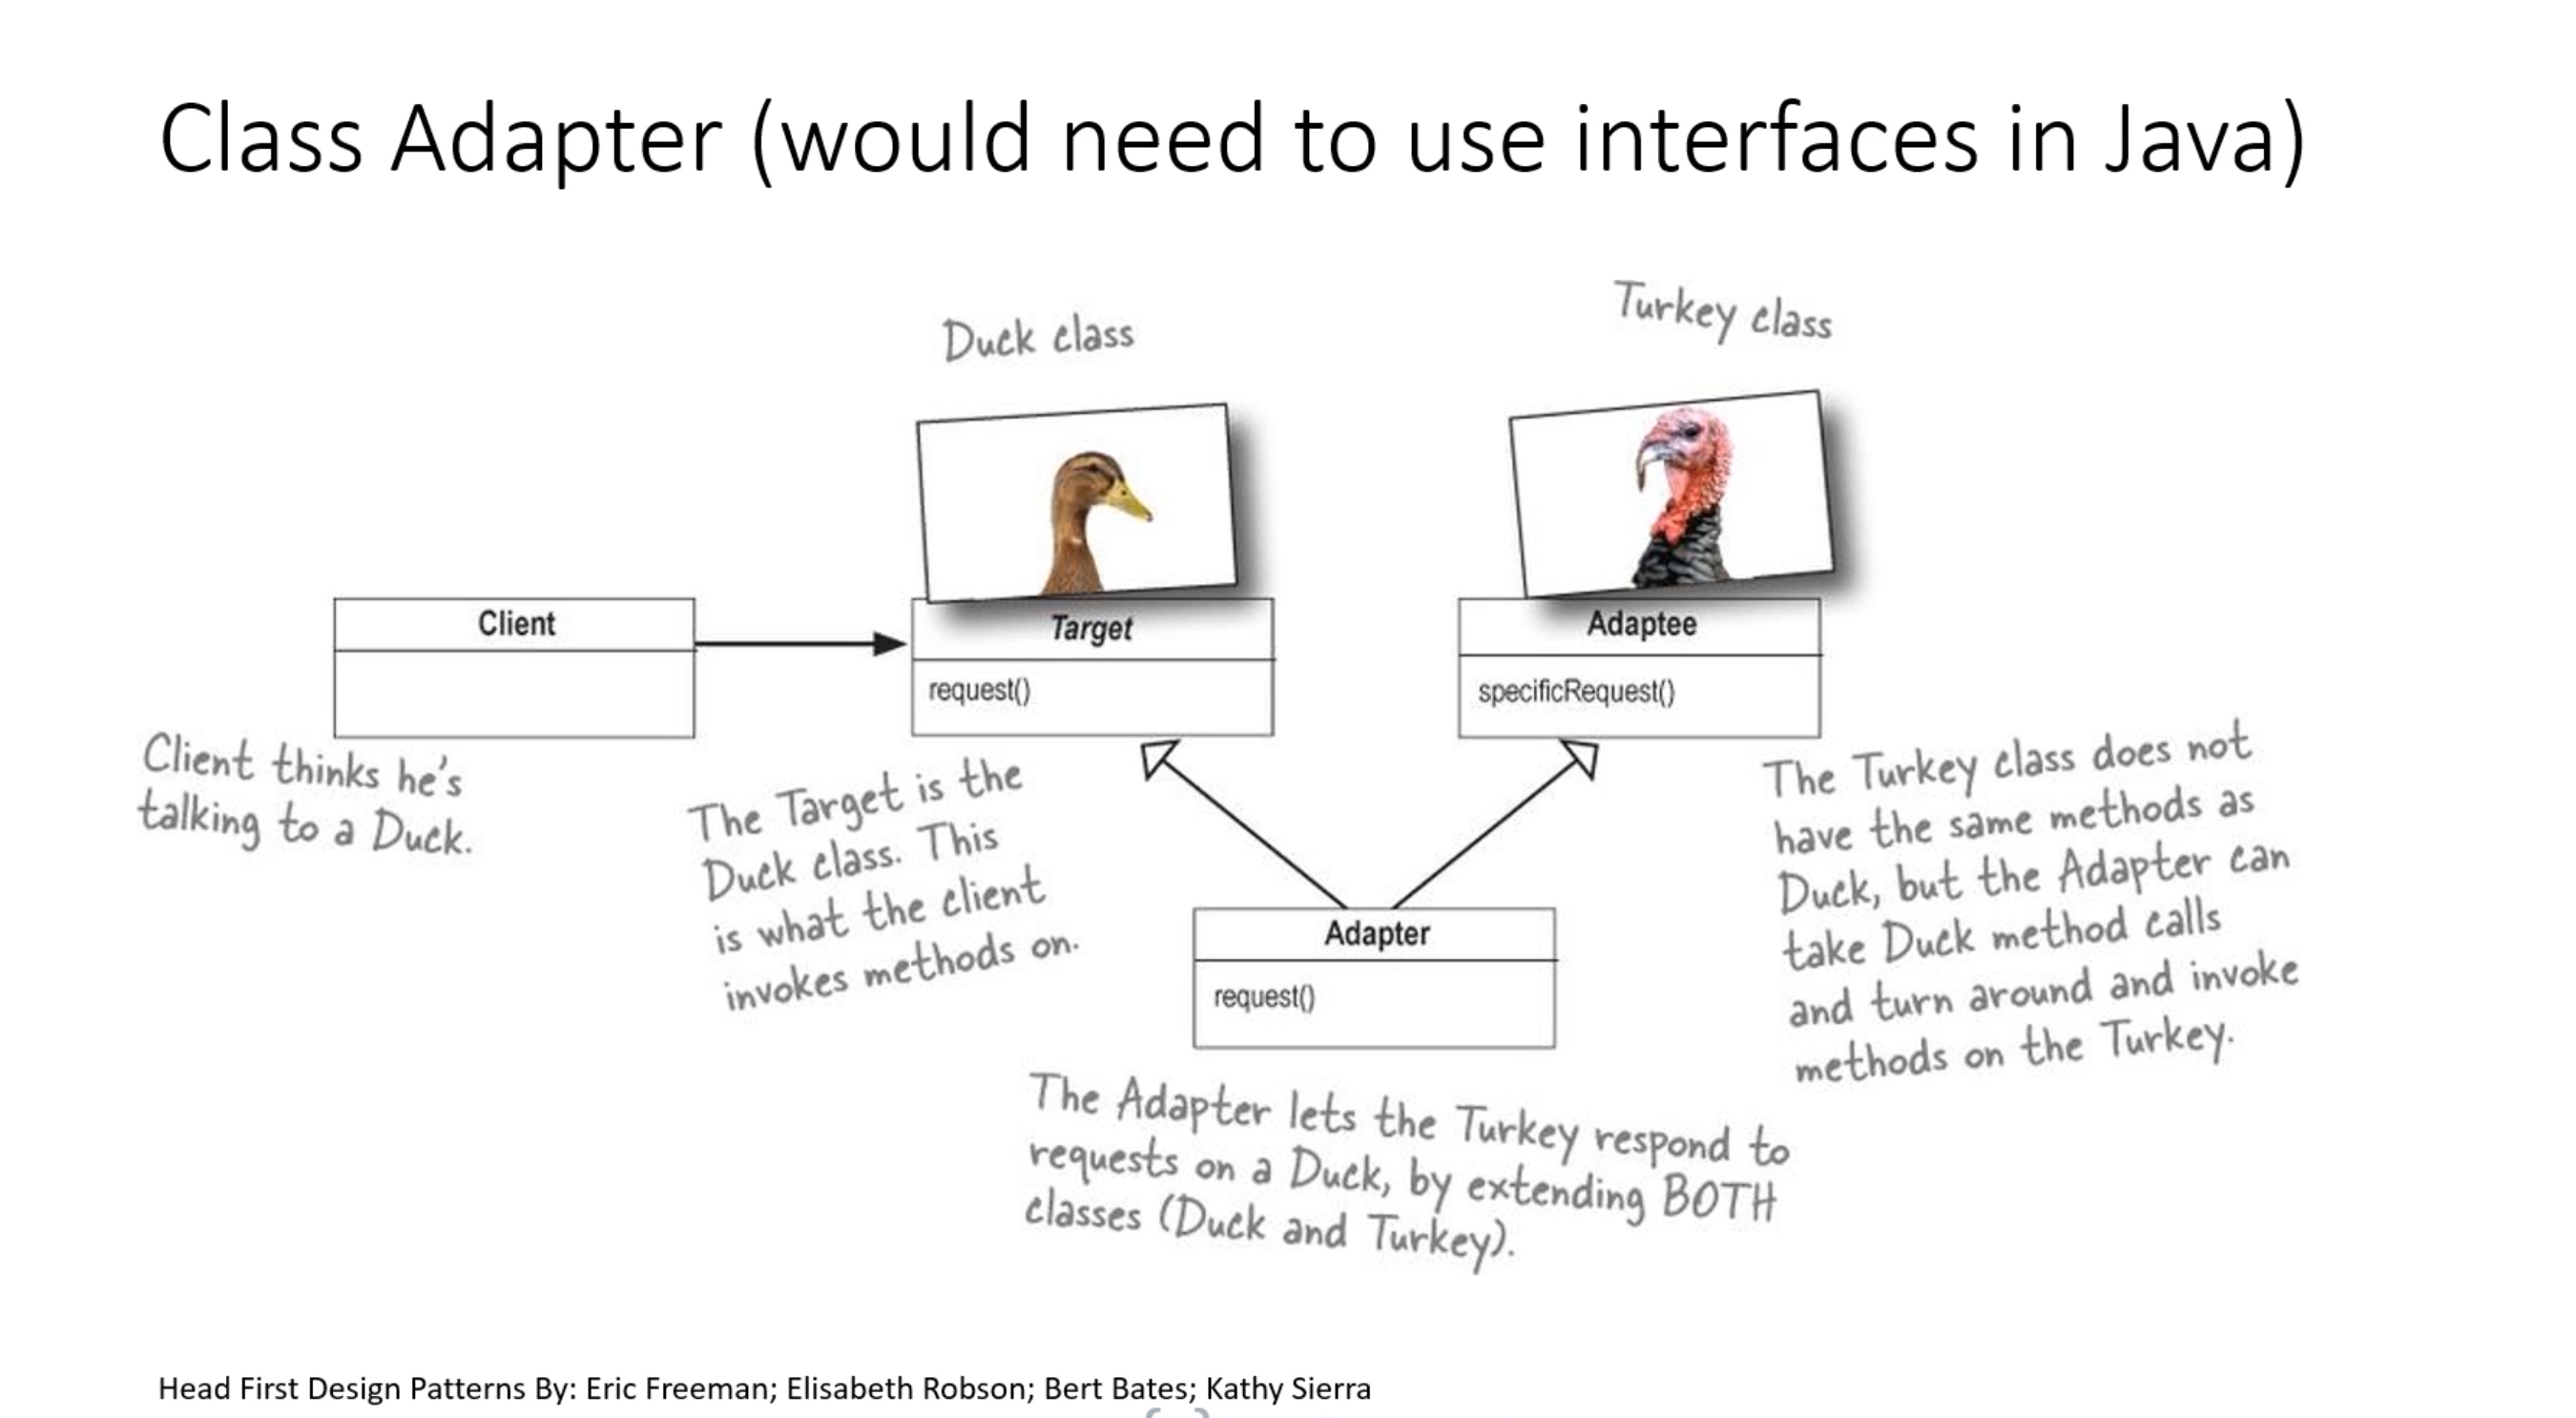 Class Adapter (would need to use interfaces in Java)
Duck class
Turkey class
Client
Target
request()
Adaptee
specificRequest()
Client thinks he's
talking to a Duck.
The Target is the
Duck class. This
is what the client
invokes methods on.
The Turkey class does not
have the same methods as
Duck, but the Adapter can
take Duck method calls
and turn around and invoke
methods on the Turkey.
Adapter
request()
The Adapter lets the Turkey respond to
requests on a Duck, by extending BOTH
classes (Duck and Turkey).
Head First Design Patterns By: Eric Freeman; Elisabeth Robson; Bert Bates; Kathy Sierra